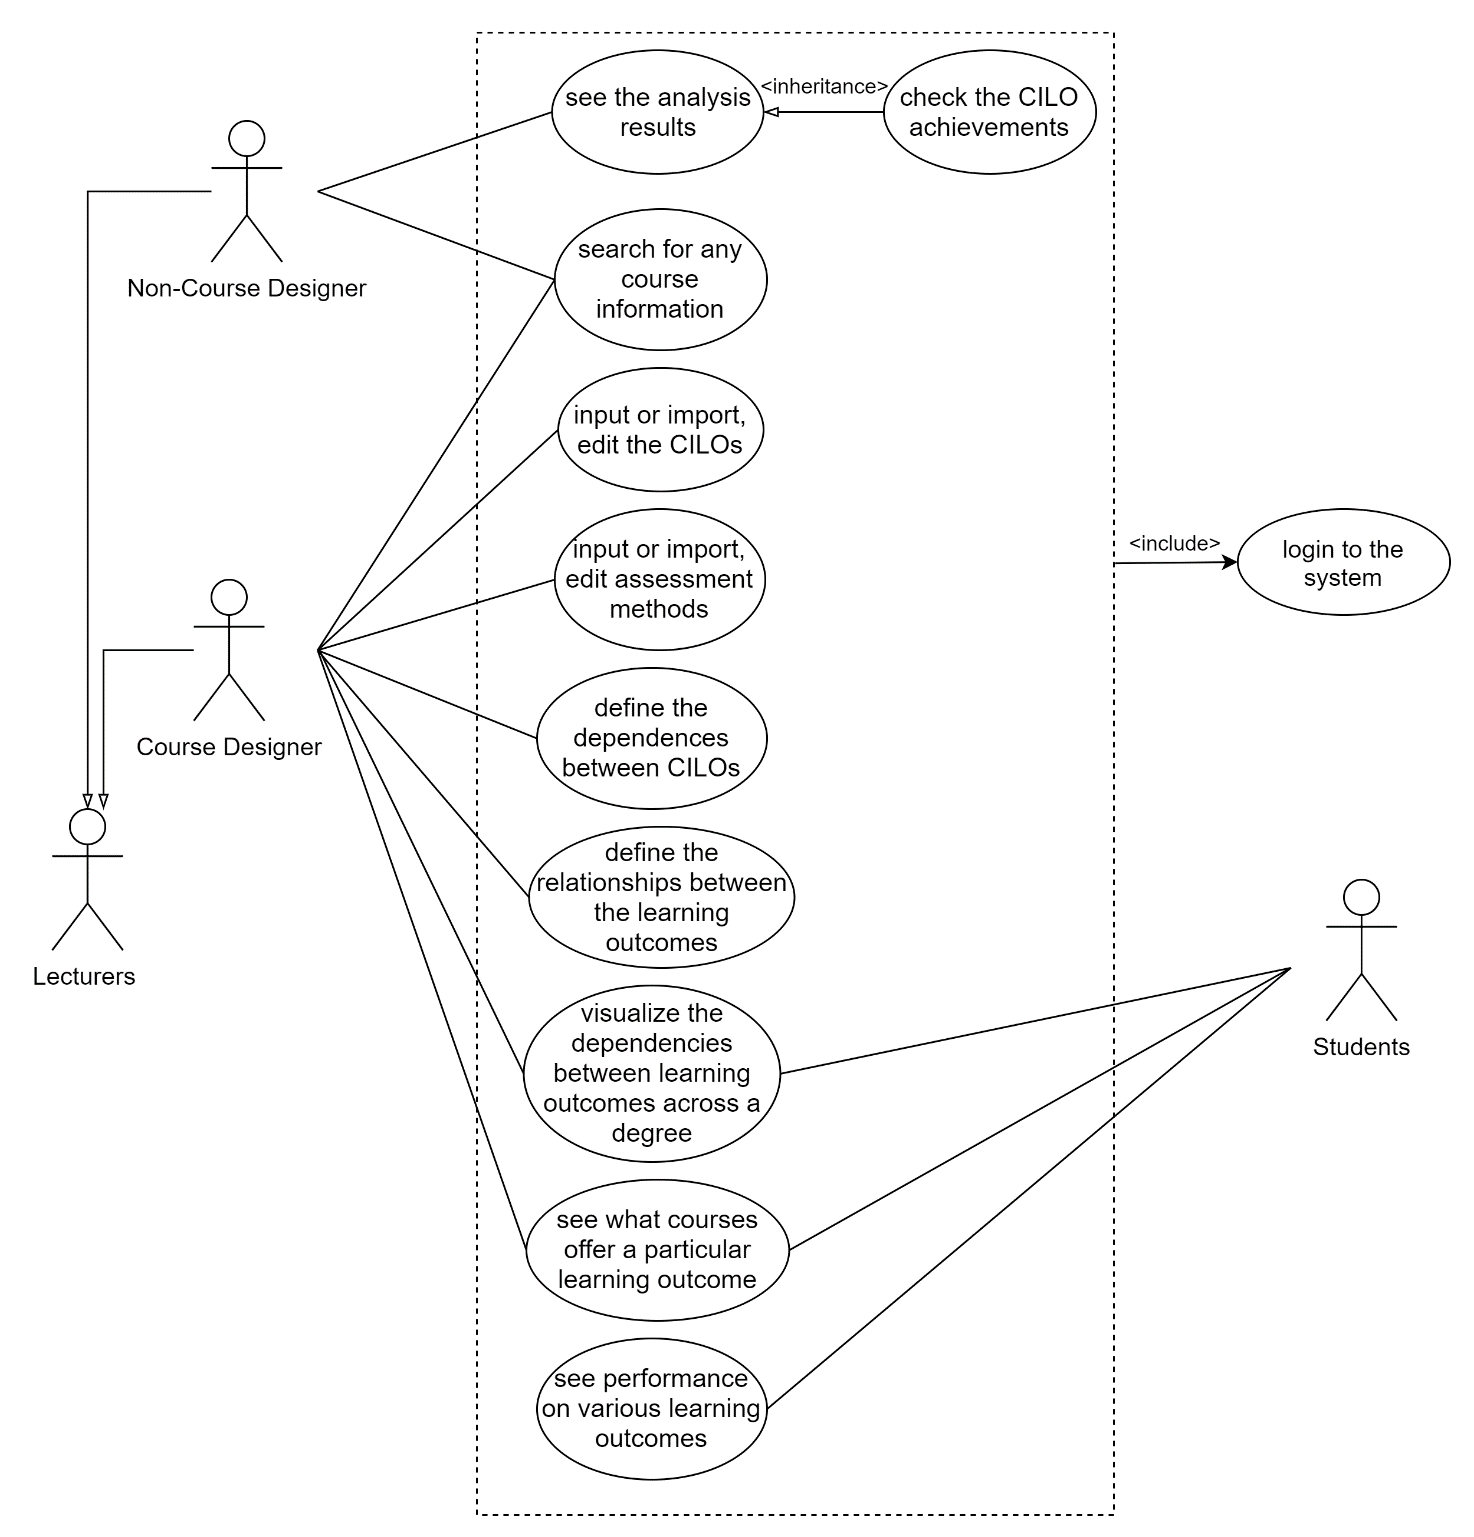 see the analysis
results
<inheritance>
check the CILO
achievements
Non-Course Designer
search for any
course
information
input or import,
edit the CILOs
input or import,
edit assessment
methods
<include>
login to the
system
Course Designer
define the
dependences
between CILOs
Lecturers
define the
relationships between
the learning
outcomes
Students
visualize the
dependencies
between learning
outcomes across a
degree
see what courses
offer a particular
learning outcome
see performance
on various learning
outcomes